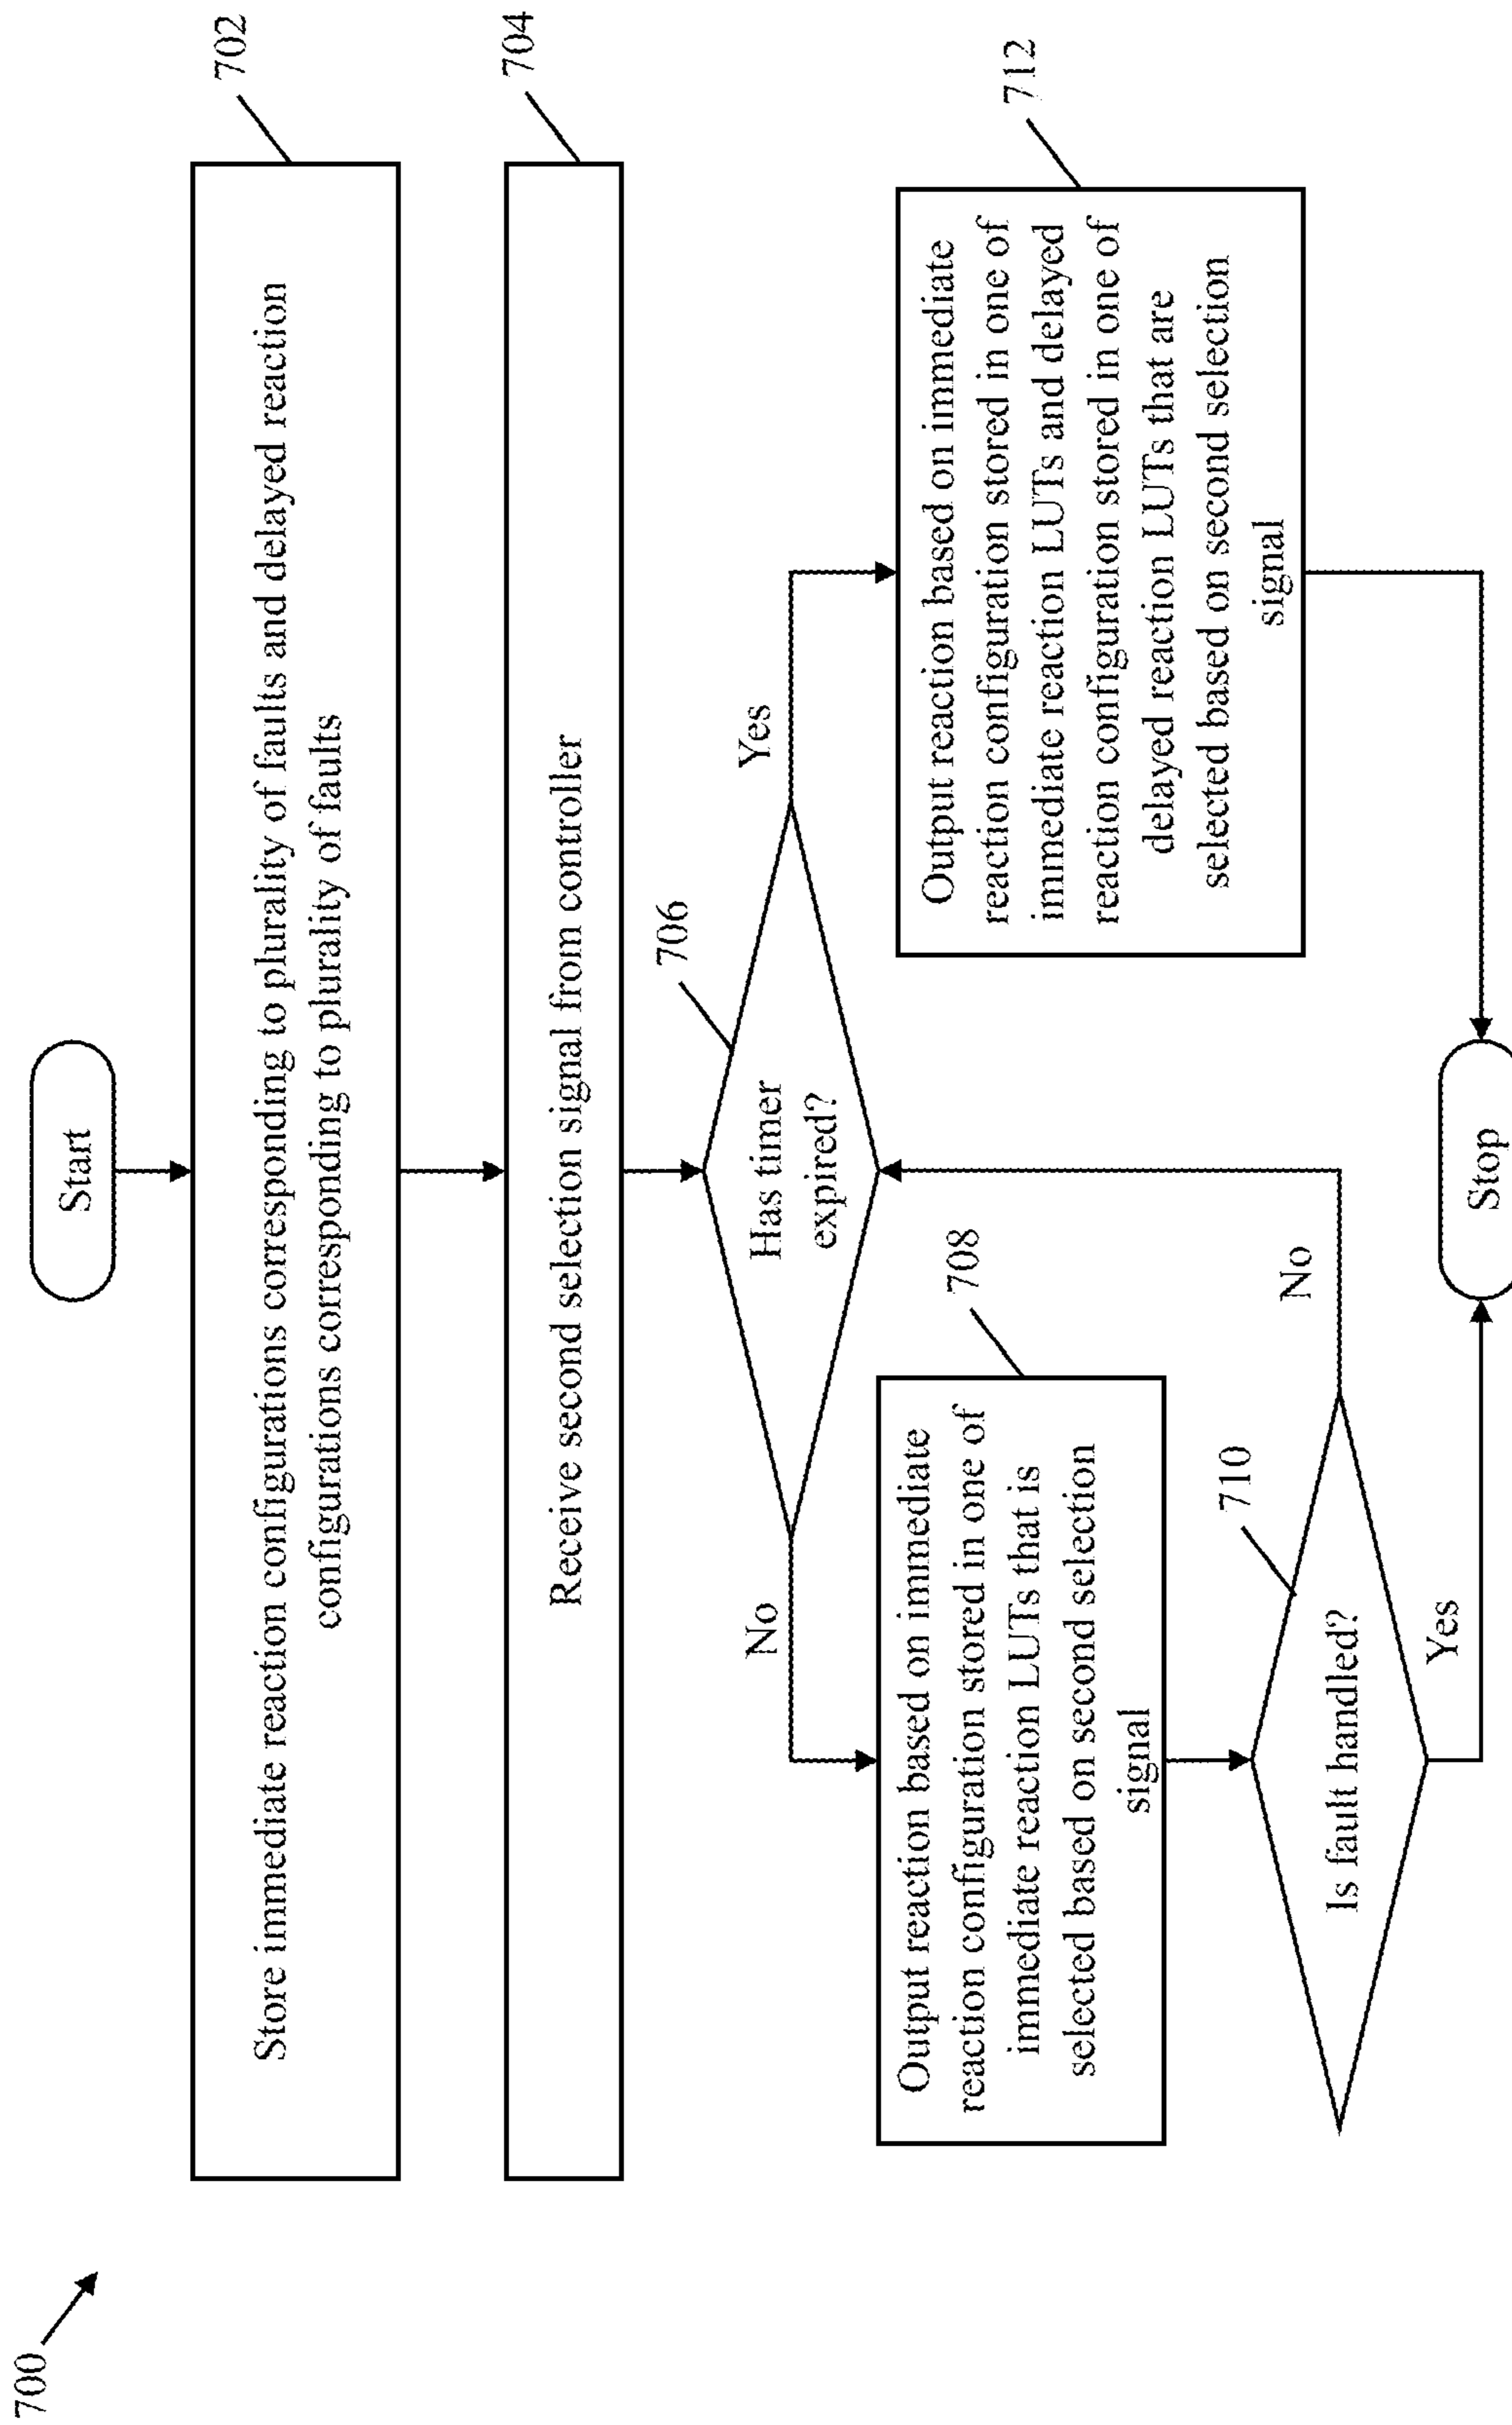 700
Start
702
Store immediate reaction configurations corresponding to plurality of faults and delayed reaction
configurations corresponding to plurality of faults
704
Receive second selection signal from controller
706
Has timer
expired?
No
Yes
708
Output reaction based on immediate
reaction configuration stored in one of
immediate reaction LUTs that is
selected based on second selection
signal
712
Output reaction based on immediate
reaction configuration stored in one of
immediate reaction LUTs and delayed
reaction configuration stored in one of
delayed reaction LUTs that are
selected based on second selection
signal
710
Is fault handled?
No
Yes
Stop